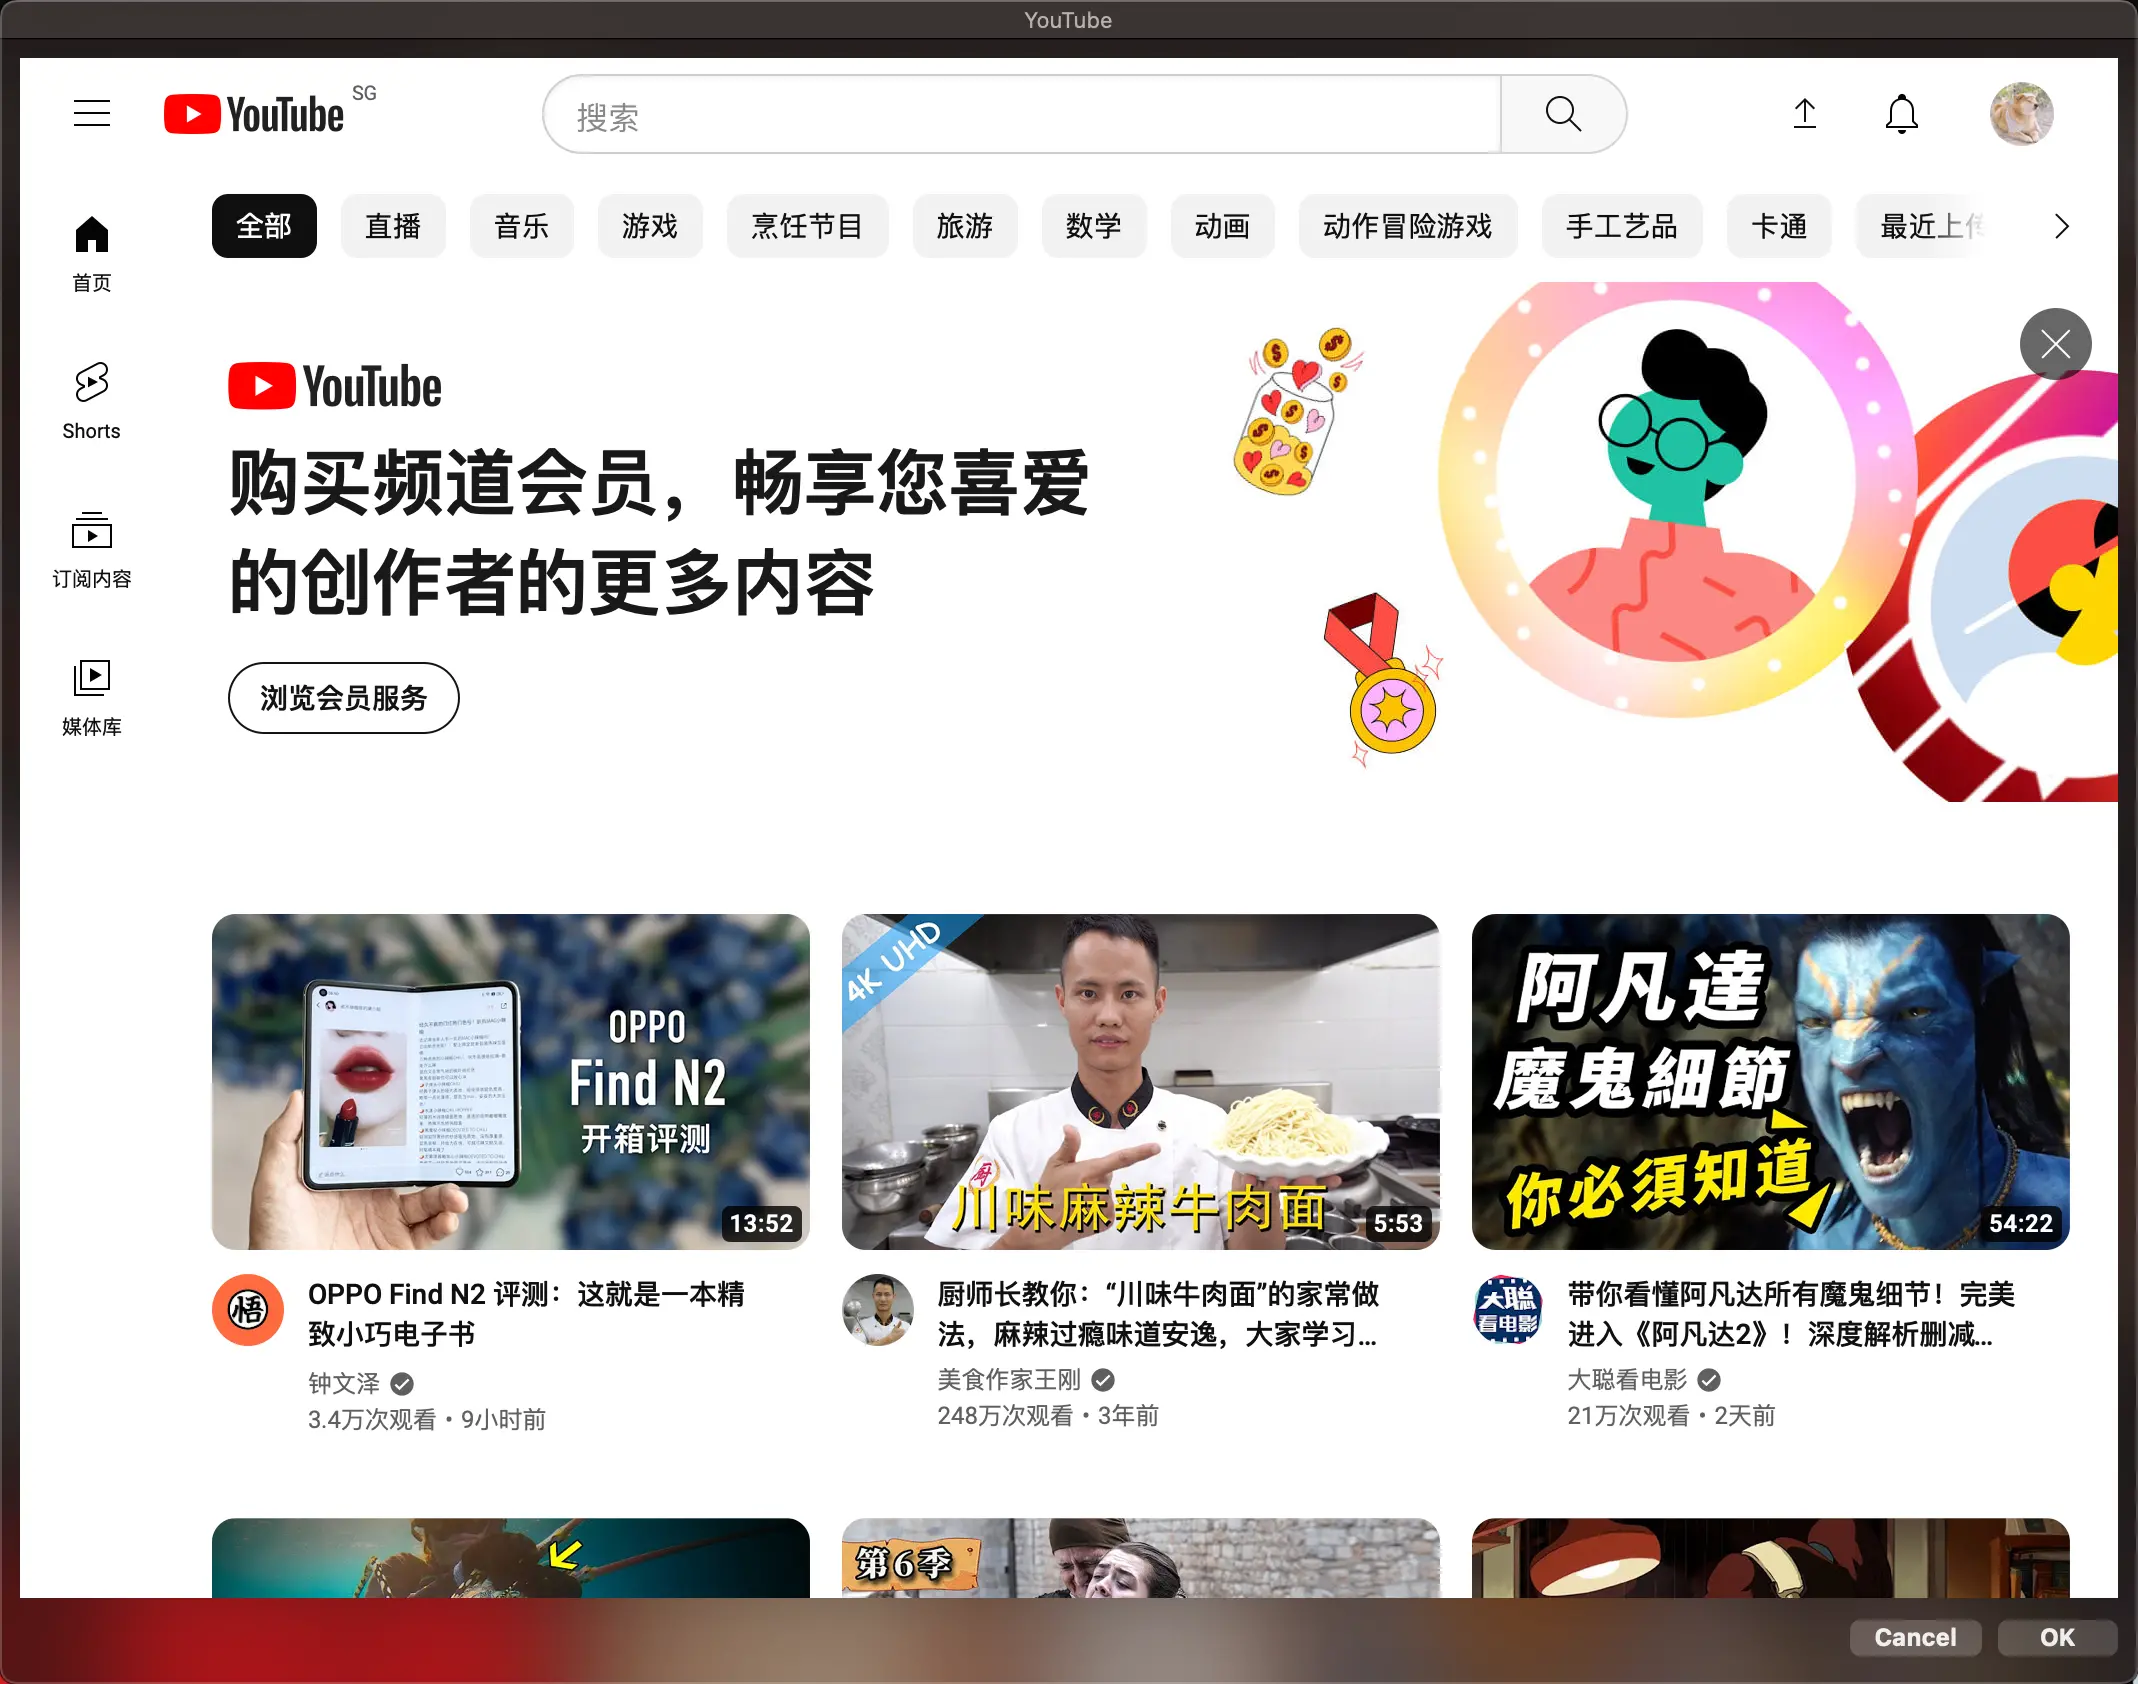 YouTube
YouTube SG
搜索
全部 直播 音乐 游戏 烹饪节目 旅游 数学 动画 动作冒险游戏 手工艺品 卡通 最近上传
首页
Shorts
订阅内容
媒体库
YouTube
购买频道会员，畅享您喜爱
的创作者的更多内容
浏览会员服务
OPPO
Find N2
开箱评测
13:52
4K UHD
川味麻辣牛肉面
5:53
阿凡達
魔鬼細節
你必須知道
54:22
悟
OPPO Find N2 评测：这就是一本精
致小巧电子书
钟文泽
3.4万次观看・9小时前
厨师长教你：“川味牛肉面”的家常做
法，麻辣过瘾味道安逸，大家学习...
美食作家王刚
248万次观看・3年前
大聪
看电影
带你看懂阿凡达所有魔鬼细节！完美
进入《阿凡达2》！深度解析删减...
大聪看电影
21万次观看・2天前
第6季
Cancel OK